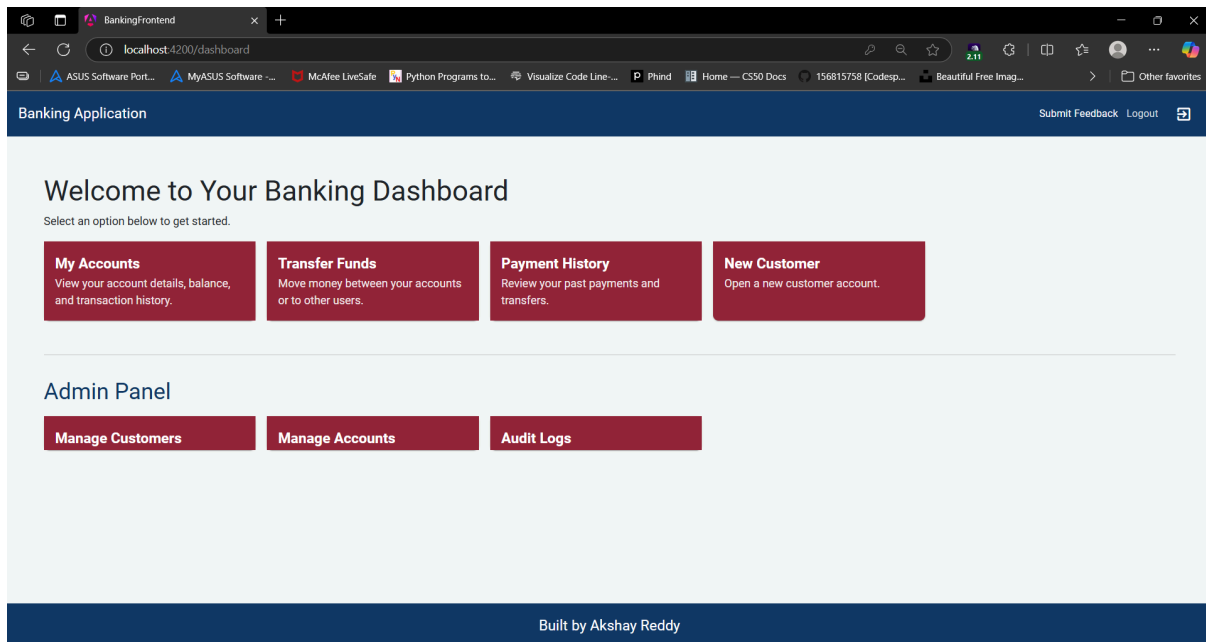 BankingFrontend
localhost:4200/dashboard
2.11
ASUS Software Port...
MyASUS Software -...
McAfee LiveSafe
Python Programs to...
Visualize Code Line-...
Phind
Home — CS50 Docs
156815758 [Codesp...
Beautiful Free Imag...
Other favorites
Banking Application
Submit Feedback
Logout
Welcome to Your Banking Dashboard
Select an option below to get started.
My Accounts
View your account details, balance,
and transaction history.
Transfer Funds
Move money between your accounts
or to other users.
Payment History
Review your past payments and
transfers.
New Customer
Open a new customer account.
Admin Panel
Manage Customers
Manage Accounts
Audit Logs
Built by Akshay Reddy